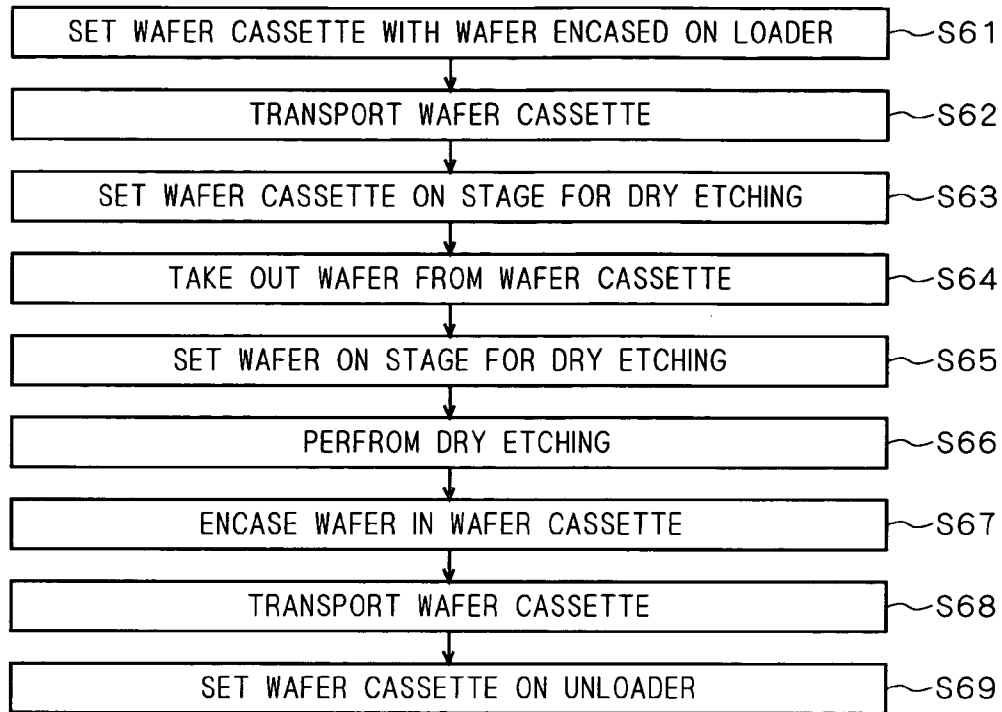 SET WAFER CASSETTE WITH WAFER ENCASED ON LOADER S61
TRANSPORT WAFER CASSETTE S62
SET WAFER CASSETTE ON STAGE FOR DRY ETCHING S63
TAKE OUT WAFER FROM WAFER CASSETTE S64
SET WAFER ON STAGE FOR DRY ETCHING S65
PERFROM DRY ETCHING S66
ENCASE WAFER IN WAFER CASSETTE S67
TRANSPORT WAFER CASSETTE S68
SET WAFER CASSETTE ON UNLOADER S69